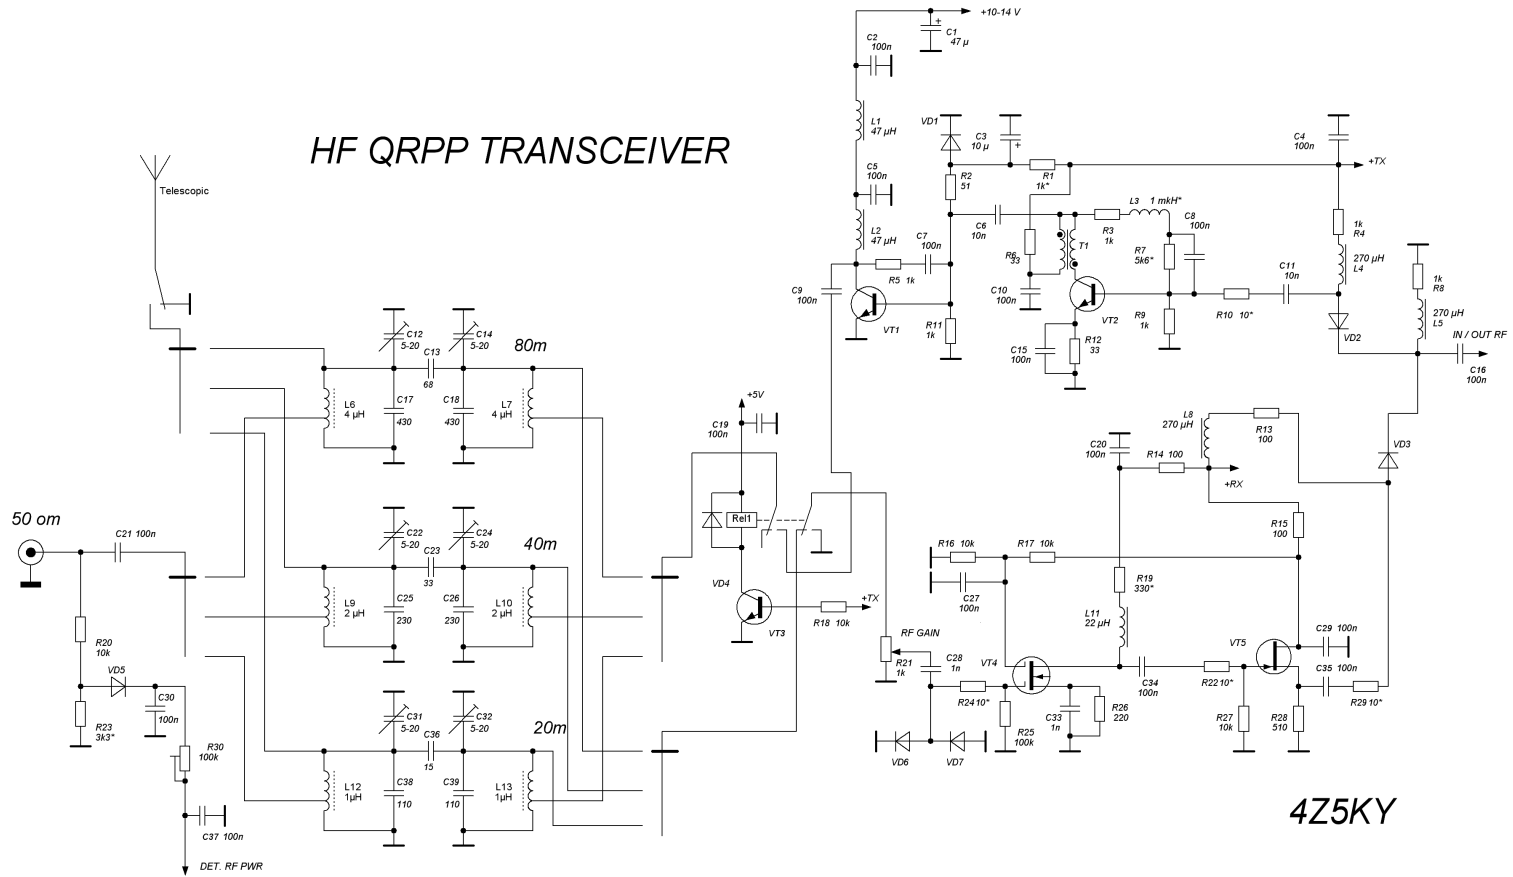 +10-14 V
C2
100n
+
C1
47 µ
HF QRPP TRANSCEIVER
L1
47 µH
VD1
C3
10 µ
+
C4
100n
C5
100n
R2
51
R1
1k*
+TX
Telescopic
L3 1 mkH*
C8
100n
1k
R4
L2
47 µH
C7
100n
C6
10n
R6
33
T1
R3
1k
R7
5k6*
270 µH
L4
C11
10n
1k
R8
R5 1k
C9
100n
C10
100n
VT1
R11
1k
VT2
R9
1k
R10 10*
270 µH
L5
VD2
IN / OUT RF
C16
100n
C15
100n
R12
33
C12
5-20
C14
5-20
80m
C13
68
L6
4 µH
C17
430
C18
430
L7
4 µH
+5V
C19
100n
L8
270 µH
R13
100
C20
100n
R14 100
+RX
VD3
50 om
C21 100n
C22
5-20
C24
5-20
40m
C23
33
Rel1
R15
100
R16 10k
R17 10k
L9
2 µH
C25
230
C26
230
L10
2 µH
VD4
VT3
+TX
R18 10k
C27
100n
R19
330*
L11
22 µH
R20
10k
VD5
C30
100n
R23
3k3*
RF GAIN
R21
1k
C28
1n
VT4
C34
100n
R22 10*
VT5
C29 100n
C35 100n
R24 10*
R25
100k
C33
1n
R26
220
R27
10k
R28
510
R29 10*
C31
5-20
C32
5-20
20m
C36
15
R30
100k
VD6
VD7
L12
1µH
C38
110
C39
110
L13
1µH
C37 100n
DET. RF PWR
4Z5KY